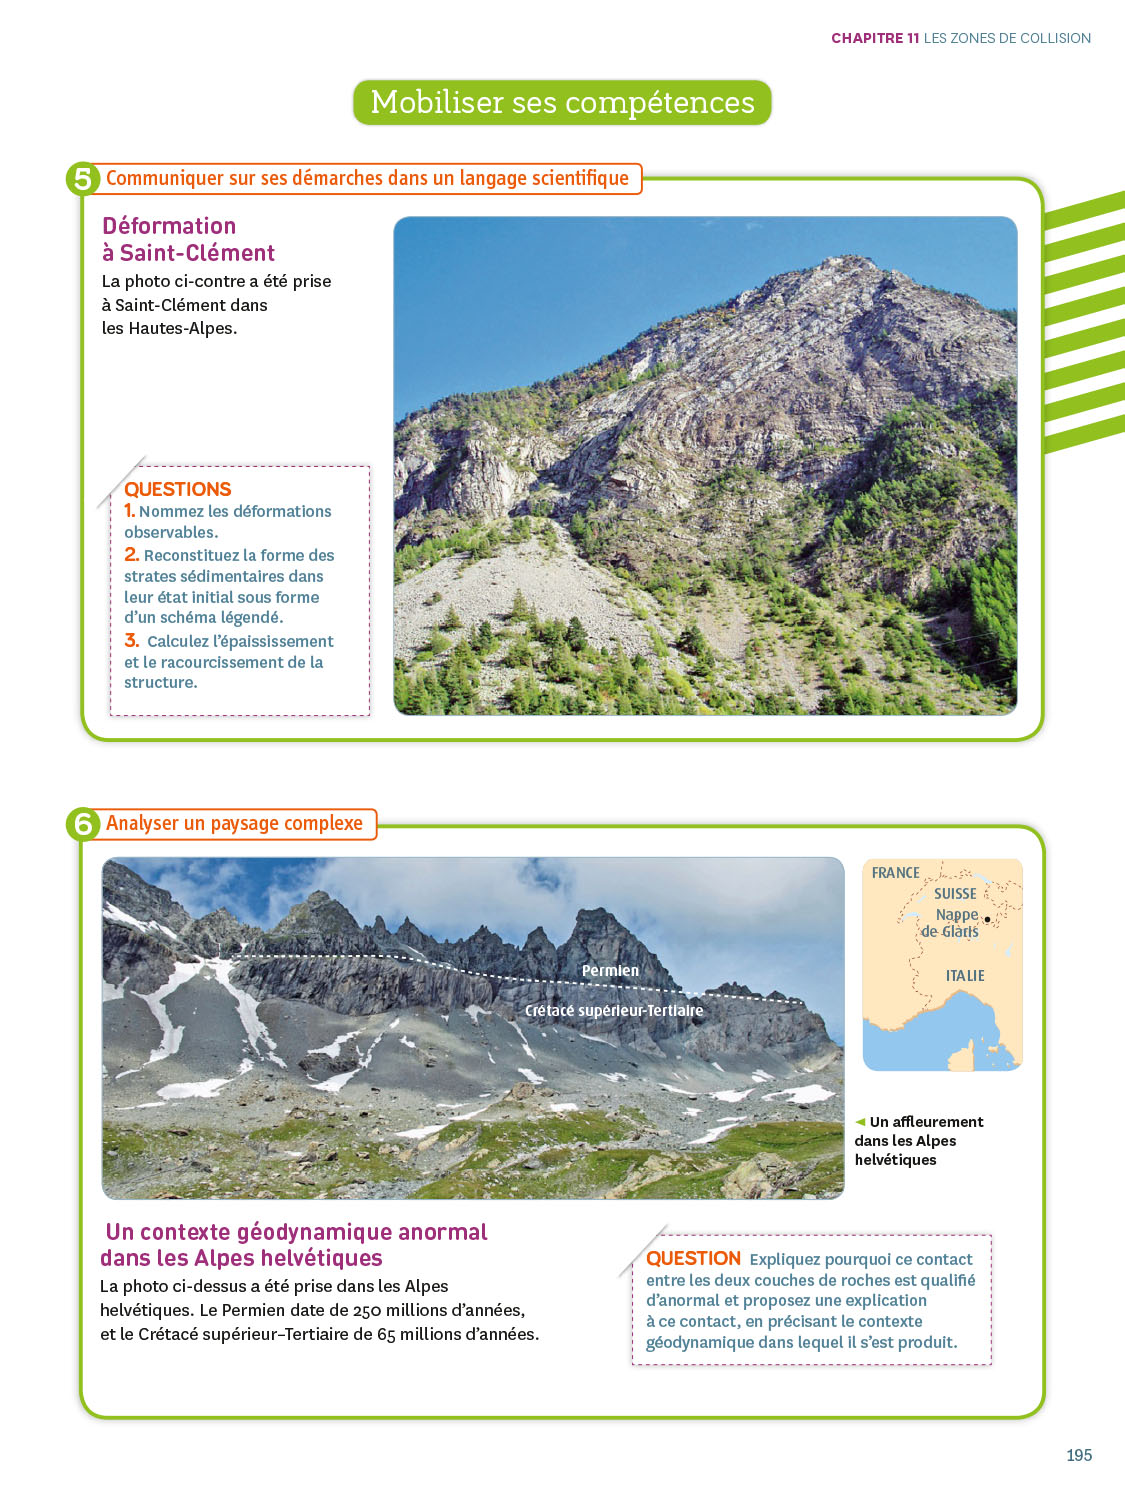 CHAPITRE 11 LES ZONES DE COLLISION
Mobiliser ses compétences
5 Communiquer sur ses démarches dans un langage scientifique
Déformation
à Saint-Clément
La photo ci-contre a été prise
à Saint-Clément dans
les Hautes-Alpes.
QUESTIONS
1. Nommez les déformations
observables.
2. Reconstituez la forme des
strates sédimentaires dans
leur état initial sous forme
d'un schéma légendé.
3. Calculez l'épaississement
et le racourcissement de la
structure.
6 Analyser un paysage complexe
Permien
Crétacé supérieur-Tertiaire
FRANCE
SUISSE
Nappe
de Glaris
ITALIE
◄ Un affleurement
dans les Alpes
helvétiques
Un contexte géodynamique anormal
dans les Alpes helvétiques
La photo ci-dessus a été prise dans les Alpes
helvétiques. Le Permien date de 250 millions d'années,
et le Crétacé supérieur–Tertiaire de 65 millions d'années.
QUESTION Expliquez pourquoi ce contact
entre les deux couches de roches est qualifié
d'anormal et proposez une explication
à ce contact, en précisant le contexte
géodynamique dans lequel il s'est produit.
195